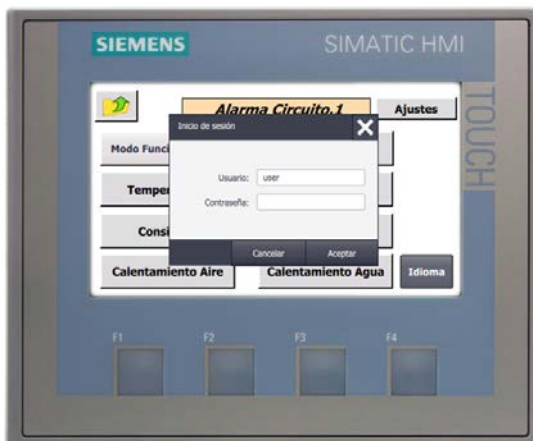 SIEMENS
SIMATIC HMI
TOUCH
Alarma Circuito.1
Ajustes
Inicio de sesión
Modo Funci
Usuario: user
Temper
Contraseña:
Consi
Cancelar Aceptar
Calentamiento Aire Calentamiento Agua Idioma
F1 F2 F3 F4